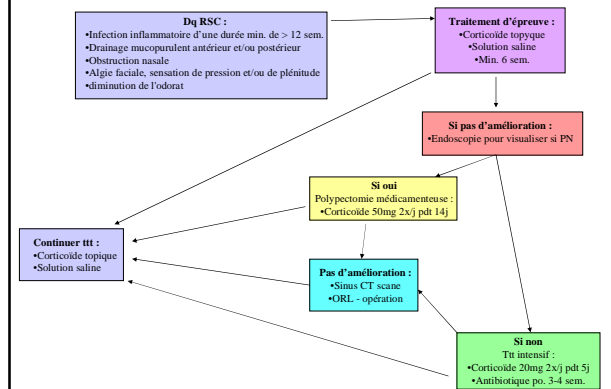 Dq RSC :
•Infection inflammatoire d'une durée min. de > 12 sem.
•Drainage mucopurulent antérieur et/ou postérieur
•Obstruction nasale
•Algie faciale, sensation de pression et/ou de plénitude
•diminution de l'odorat
Traitement d'épreuve :
•Corticoïde topyque
•Solution saline
•Min. 6 sem.
Si pas d'amélioration :
•Endoscopie pour visualiser si PN
Si oui
Polypectomie médicamenteuse :
•Corticoïde 50mg 2x/j pdt 14j
Continuer ttt :
•Corticoïde topique
•Solution saline
Pas d'amélioration :
•Sinus CT scane
•ORL - opération
Si non
Ttt intensif :
•Corticoïde 20mg 2x/j pdt 5j
•Antibiotique po. 3-4 sem.